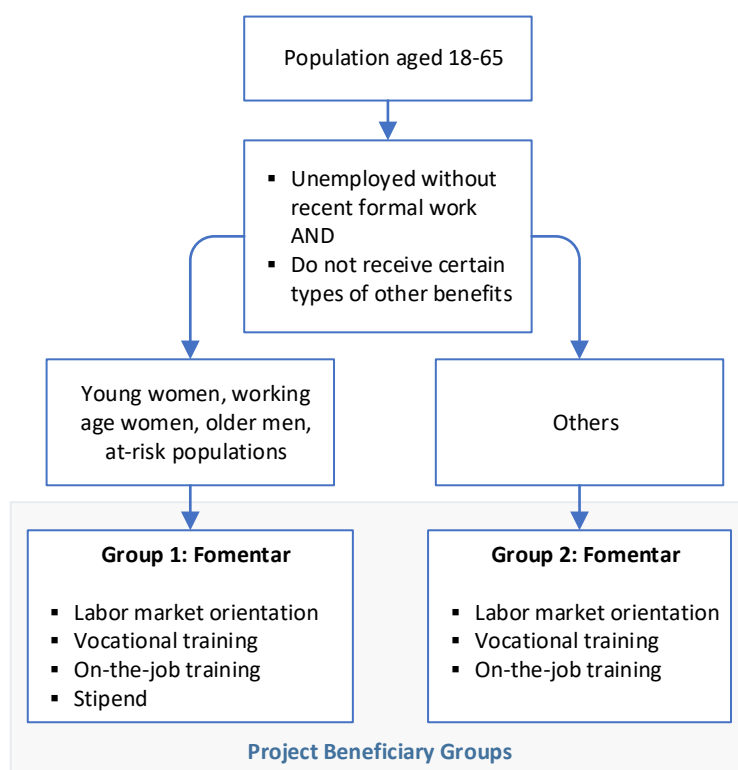 Population aged 18-65
▪ Unemployed without
recent formal work
AND
▪ Do not receive certain
types of other benefits
Young women, working
age women, older men,
at-risk populations
Others
Group 1: Fomentar
▪ Labor market orientation
▪ Vocational training
▪ On-the-job training
▪ Stipend
Group 2: Fomentar
▪ Labor market orientation
▪ Vocational training
▪ On-the-job training
Project Beneficiary Groups